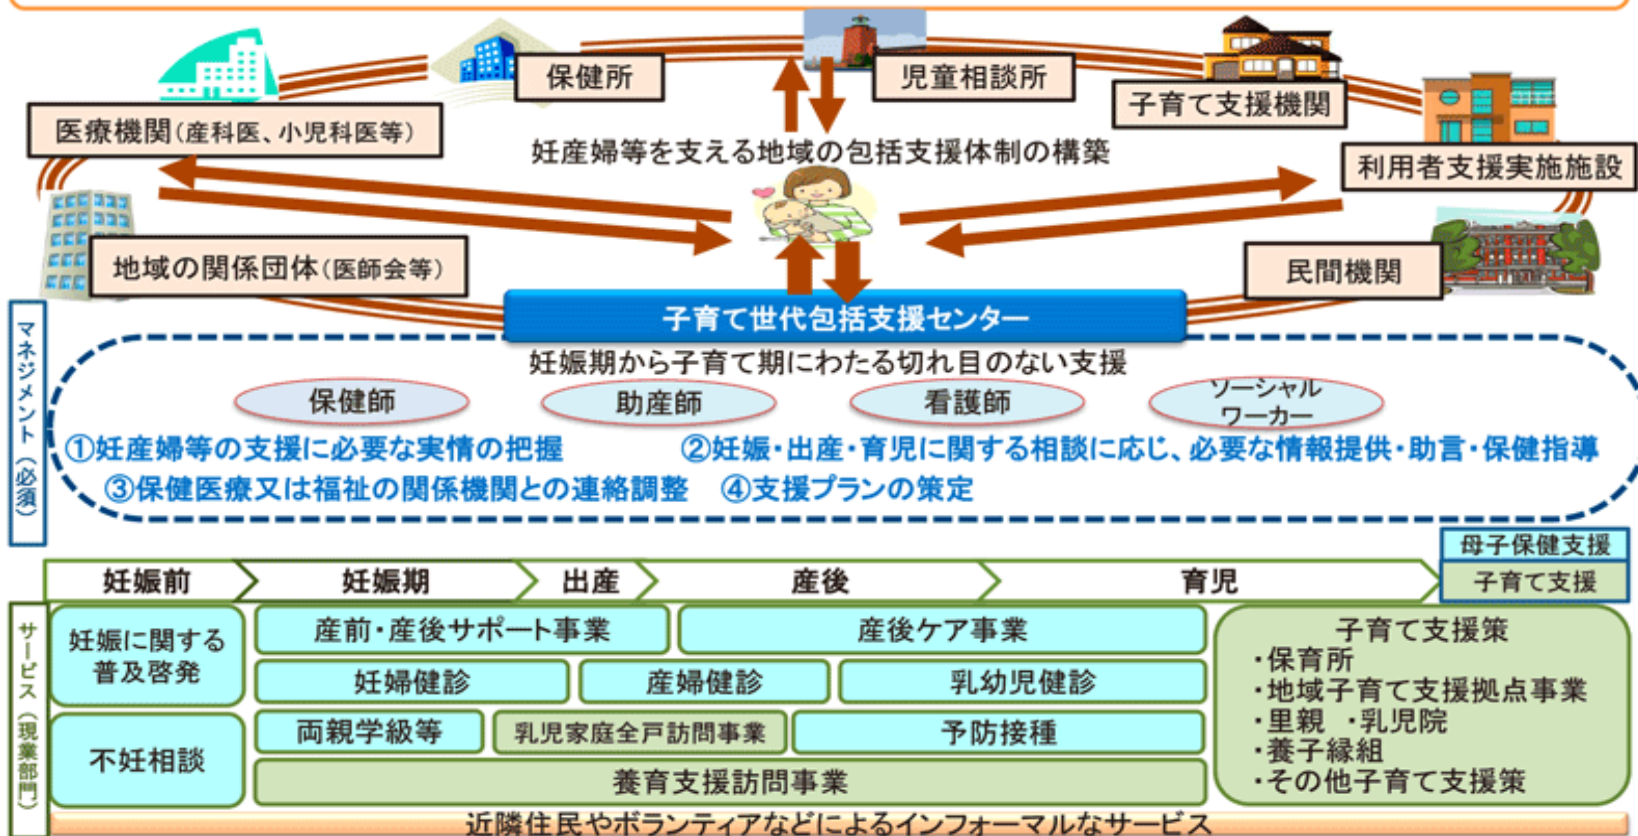 保健所
児童相談所
子育て支援機関
医療機関(産科医、小児科医等)
妊産婦等を支える地域の包括支援体制の構築
利用者支援実施施設
地域の関係団体(医師会等)
民間機関
子育て世代包括支援センター
マネジメント(必須)
妊娠期から子育て期にわたる切れ目のない支援
保健師
助産師
看護師
ソーシャル
ワーカー
①妊産婦等の支援に必要な実情の把握
②妊娠・出産・育児に関する相談に応じ、必要な情報提供・助言・保健指導
③保健医療又は福祉の関係機関との連絡調整
④支援プランの策定
母子保健支援
子育て支援
妊娠前
妊娠期
出産
産後
育児
サービス(現業部門)
妊娠に関する
普及啓発
産前・産後サポート事業
産後ケア事業
妊婦健診
産婦健診
乳幼児健診
不妊相談
両親学級等
乳児家庭全戸訪問事業
予防接種
養育支援訪問事業
子育て支援策
・保育所
・地域子育て支援拠点事業
・里親 ・乳児院
・養子縁組
・その他子育て支援策
近隣住民やボランティアなどによるインフォーマルなサービス